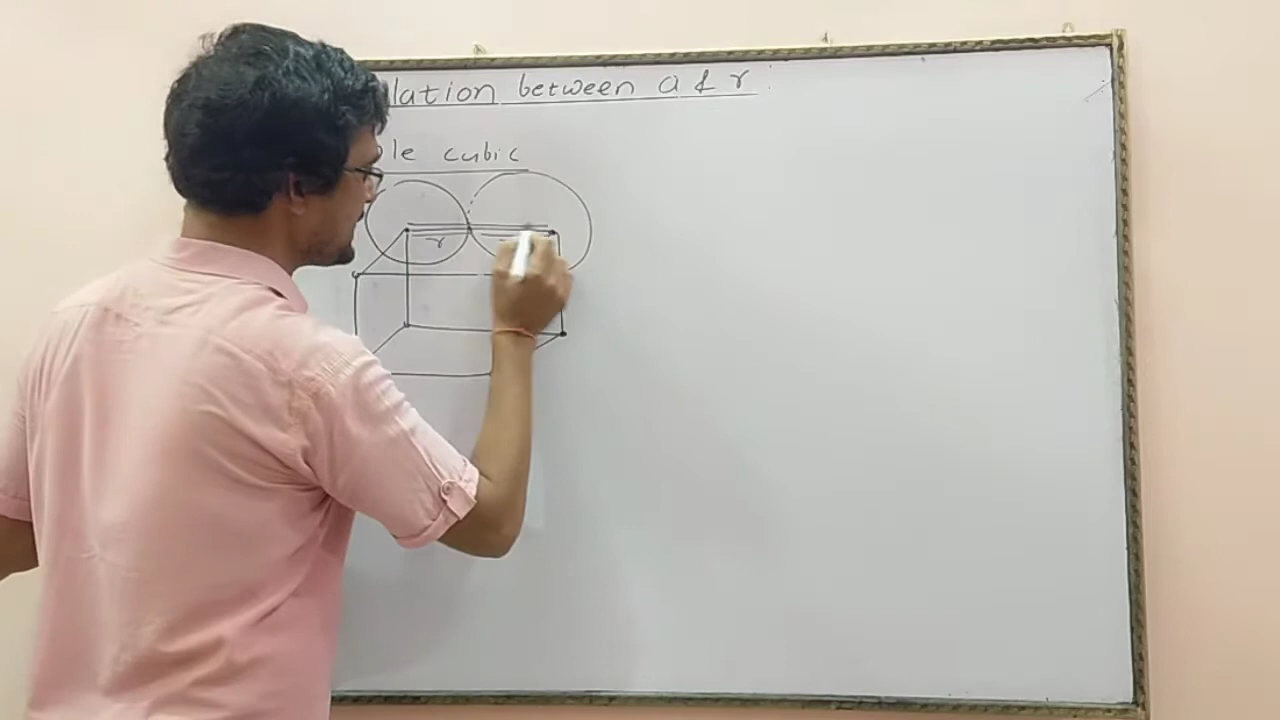 lation between a & r
le cubic
r